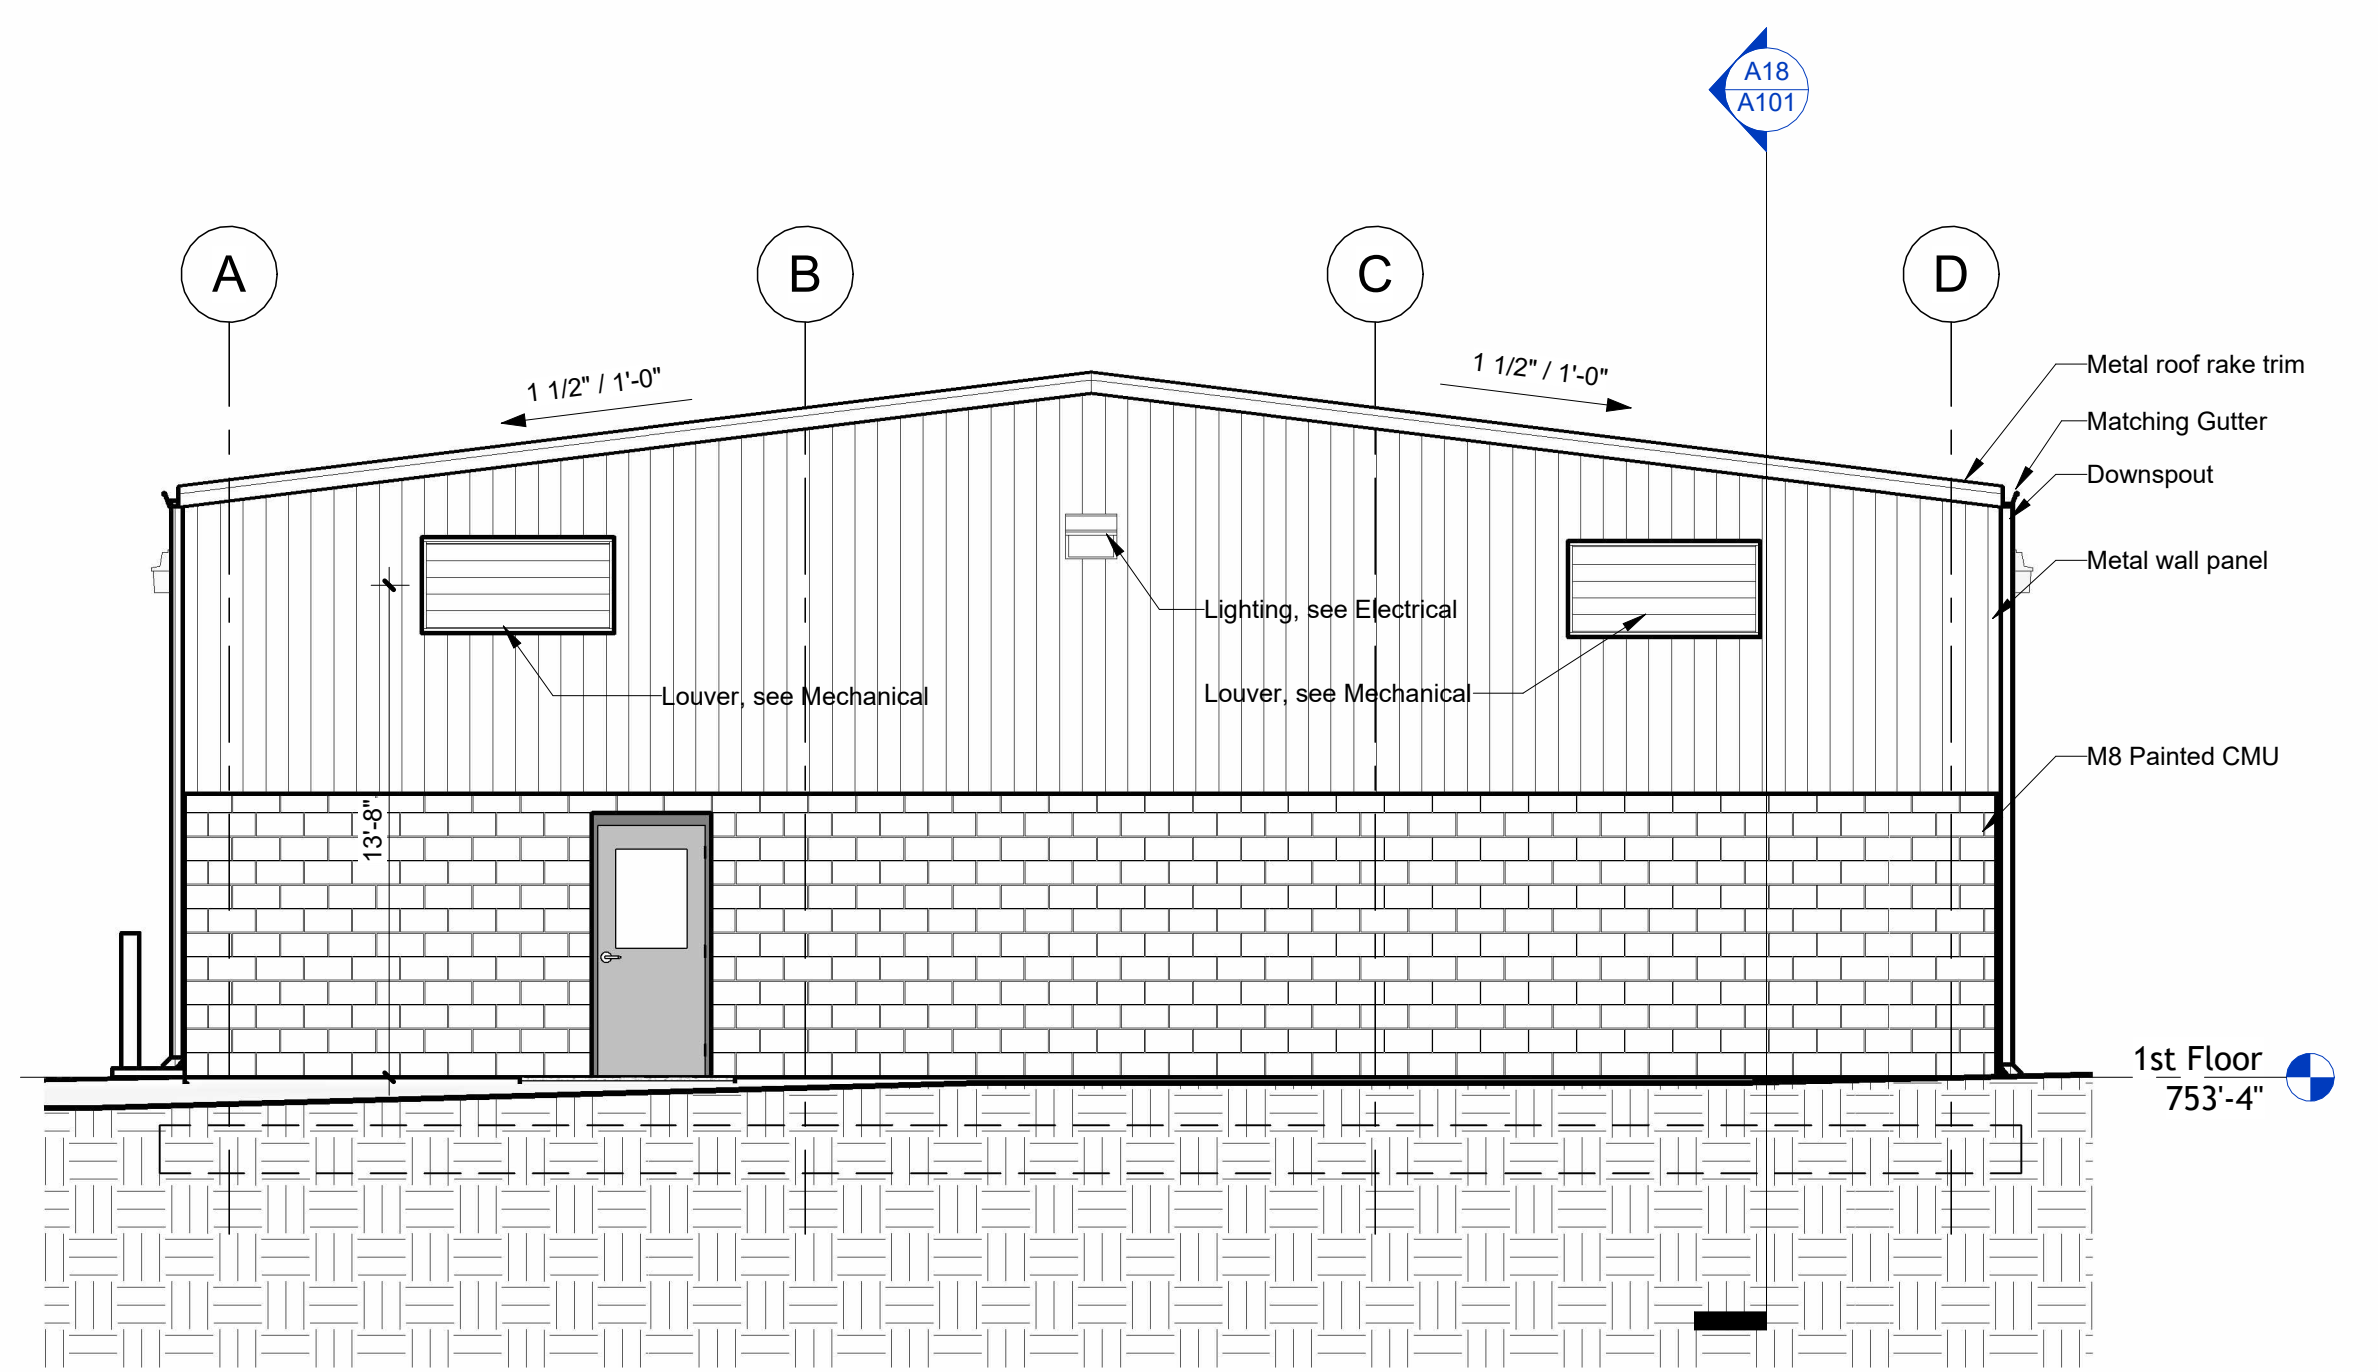 A18
A101
A
B
C
D
1 1/2" / 1'-0"
1 1/2" / 1'-0"
Metal roof rake trim
Matching Gutter
Downspout
Metal wall panel
Lighting, see Electrical
Louver, see Mechanical
Louver, see Mechanical
M8 Painted CMU
13'-8"
1st Floor
753'-4"